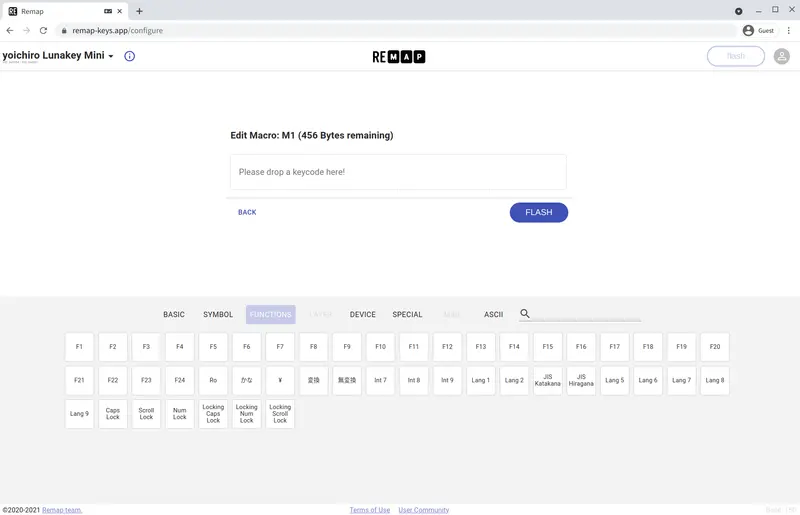 Remap
remap-keys.app/configure
Guest
yoichiro Lunakey Mini
REMAP
flash
Edit Macro: M1 (456 Bytes remaining)
Please drop a keycode here!
BACK
FLASH
BASIC SYMBOL FUNCTIONS LAYER DEVICE SPECIAL ASCII
F1 F2 F3 F4 F5 F6 F7 F8 F9 F10 F11 F12 F13 F14 F15 F16 F17 F18 F19 F20
F21 F22 F23 F24 Ro かな ¥ 変換 無変換 Int 7 Int 8 Int 9 Lang 1 Lang 2 JIS Katakana JIS Hiragana Lang 5 Lang 6 Lang 7 Lang 8
Lang 9 Caps Lock Scroll Lock Num Lock Locking Caps Lock Locking Num Lock Locking Scroll Lock
©2020-2021 Remap team. Terms of Use User Community